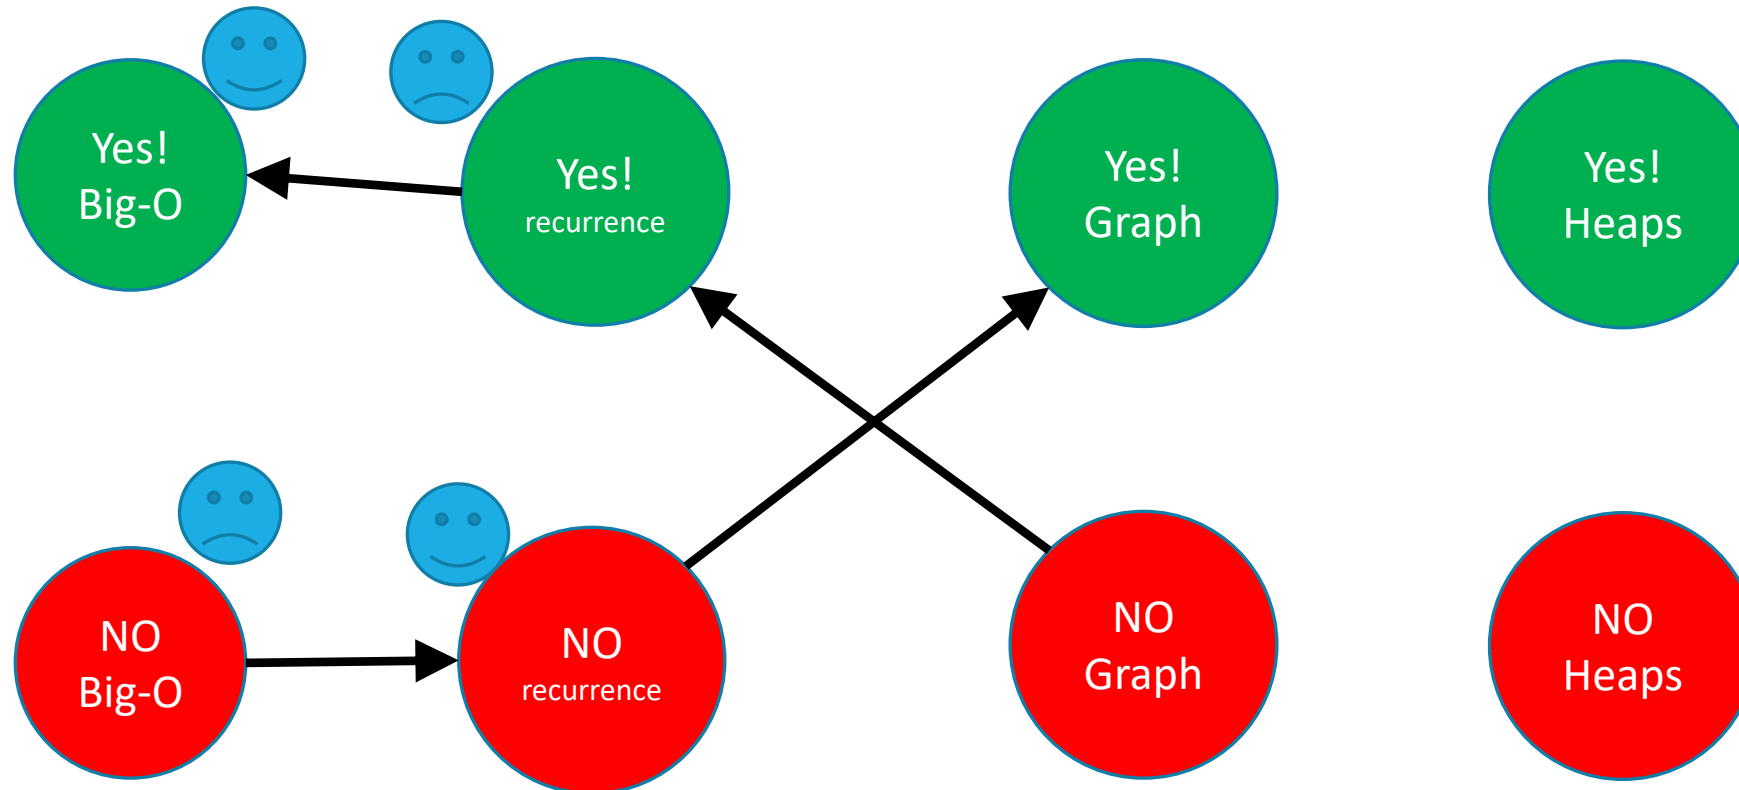 Yes!
Big-O
Yes!
recurrence
Yes!
Graph
Yes!
Heaps
NO
Big-O
NO
recurrence
NO
Graph
NO
Heaps